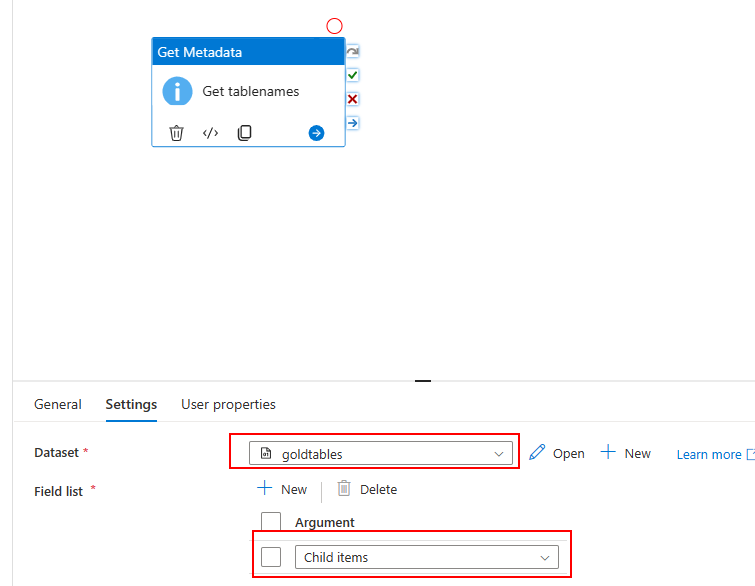 Get Metadata
Get tablenames
General Settings User properties
Dataset * goldtables Open New Learn more
Field list * New Delete
Argument
Child items